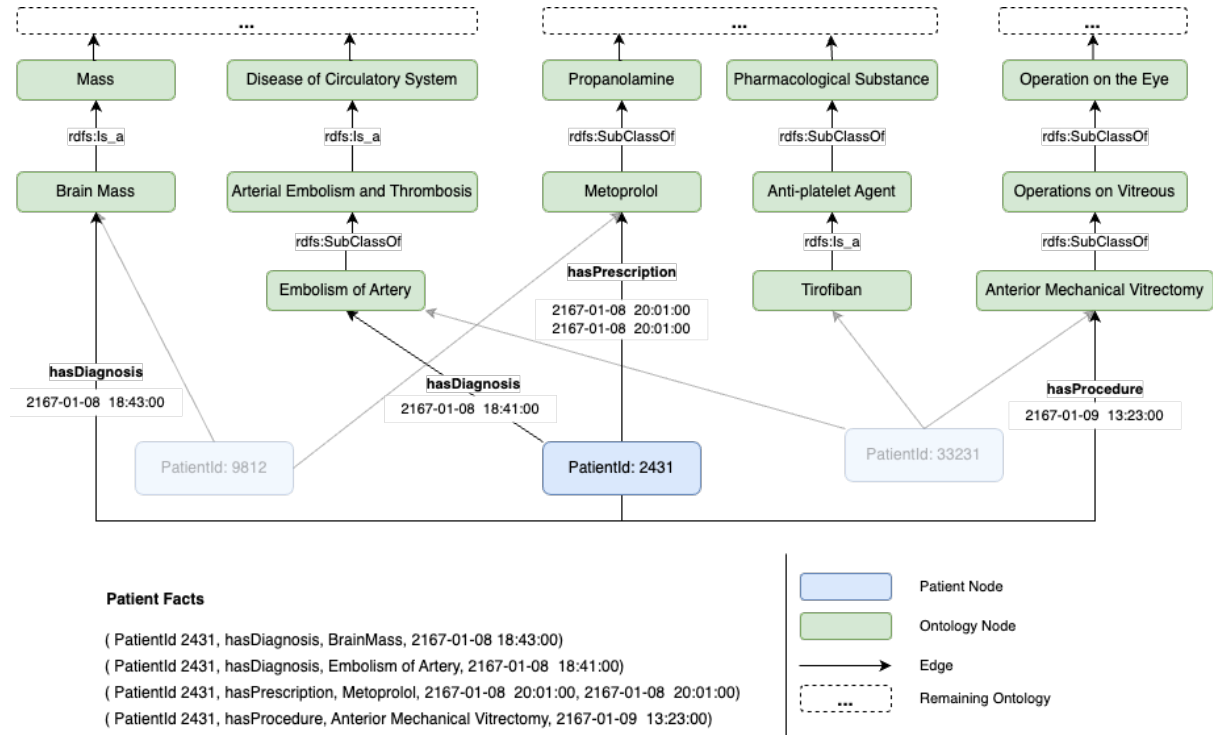 ...
...
...
Mass
Disease of Circulatory System
Propanolamine
Pharmacological Substance
Operation on the Eye
rdfs:Is_a
rdfs:Is_a
rdfs:SubClassOf
rdfs:SubClassOf
rdfs:SubClassOf
Brain Mass
Arterial Embolism and Thrombosis
Metoprolol
Anti-platelet Agent
Operations on Vitreous
rdfs:SubClassOf
rdfs:Is_a
rdfs:SubClassOf
Embolism of Artery
Tirofiban
Anterior Mechanical Vitrectomy
hasPrescription
2167-01-08 20:01:00
2167-01-08 20:01:00
hasDiagnosis
2167-01-08 18:43:00
hasDiagnosis
2167-01-08 18:41:00
hasProcedure
2167-01-09 13:23:00
PatientId: 9812
PatientId: 2431
PatientId: 33231
Patient Facts
( PatientId 2431, hasDiagnosis, BrainMass, 2167-01-08 18:43:00)
( PatientId 2431, hasDiagnosis, Embolism of Artery, 2167-01-08 18:41:00)
( PatientId 2431, hasPrescription, Metoprolol, 2167-01-08 20:01:00, 2167-01-08 20:01:00)
( PatientId 2431, hasProcedure, Anterior Mechanical Vitrectomy, 2167-01-09 13:23:00)
Patient Node
Ontology Node
Edge
...
Remaining Ontology